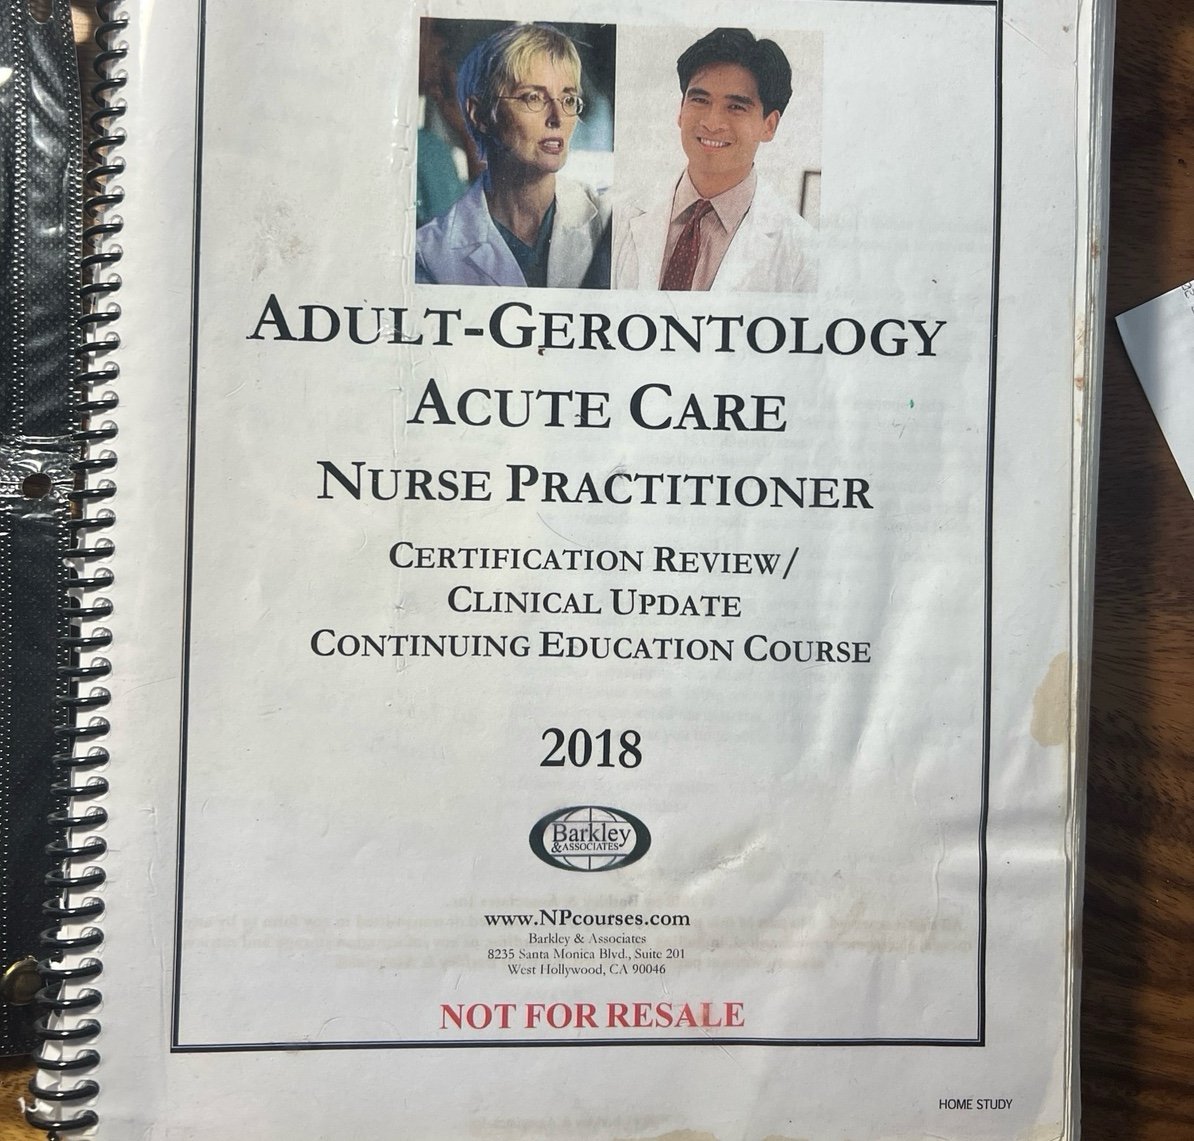 ADULT-GERONTOLOGY
ACUTE CARE
NURSE PRACTITIONER
CERTIFICATION REVIEW/
CLINICAL UPDATE
CONTINUING EDUCATION COURSE
2018
Barkley
& ASSOCIATES
www.NPcourses.com
Barkley & Associates
8235 Santa Monica Blvd., Suite 201
West Hollywood, CA 90046
NOT FOR RESALE
HOME STUDY